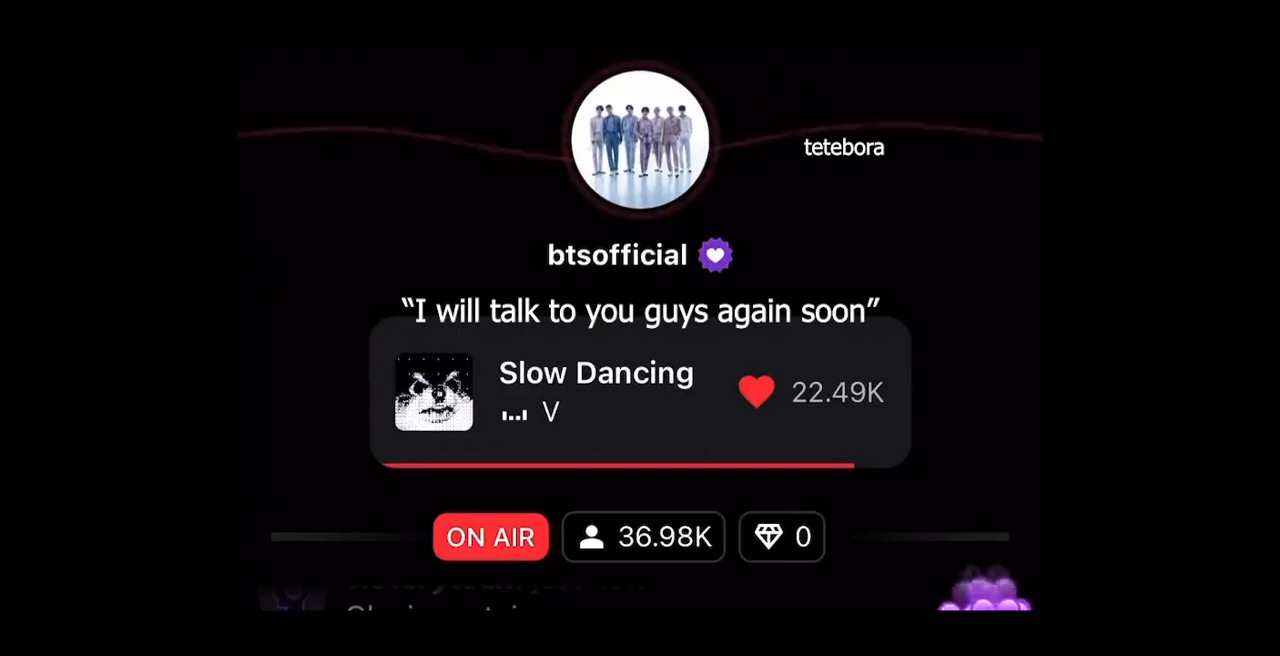 tetebora
btsofficial
“I will talk to you guys again soon”
Slow Dancing
V
22.49K
ON AIR
36.98K
0